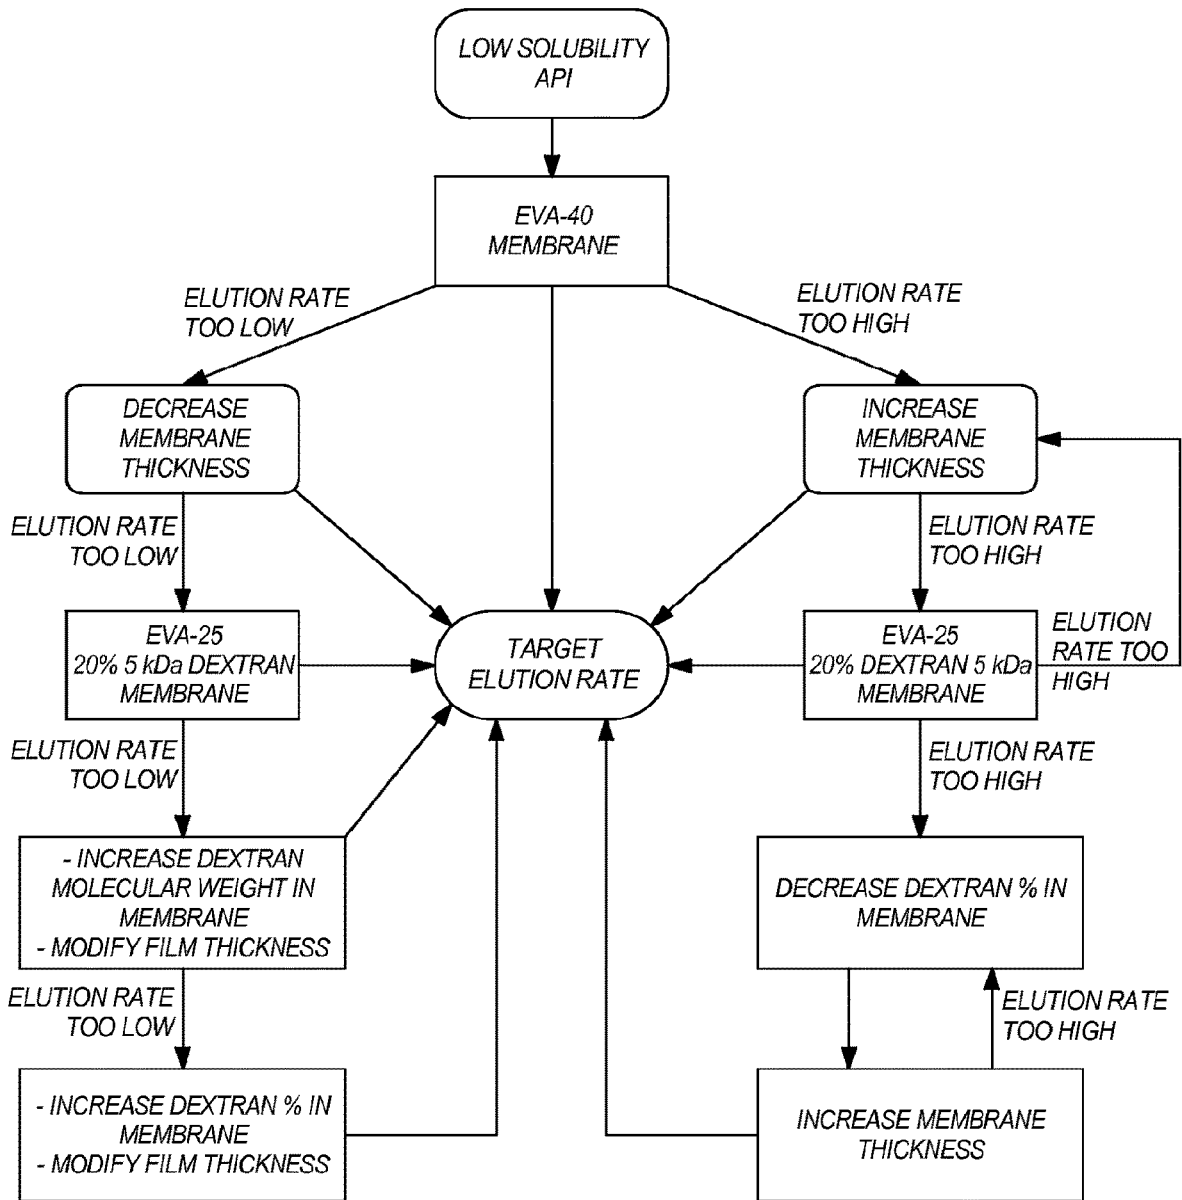 LOW SOLUBILITY
API
EVA-40
MEMBRANE
ELUTION RATE
TOO LOW
ELUTION RATE
TOO HIGH
DECREASE
MEMBRANE
THICKNESS
INCREASE
MEMBRANE
THICKNESS
ELUTION RATE
TOO LOW
ELUTION RATE
TOO HIGH
EVA-25
20% 5 kDa DEXTRAN
MEMBRANE
TARGET
ELUTION RATE
EVA-25
20% DEXTRAN 5 kDa
MEMBRANE
ELUTION
RATE TOO
HIGH
ELUTION RATE
TOO LOW
ELUTION RATE
TOO HIGH
- INCREASE DEXTRAN
MOLECULAR WEIGHT IN
MEMBRANE
- MODIFY FILM THICKNESS
DECREASE DEXTRAN % IN
MEMBRANE
ELUTION RATE
TOO LOW
ELUTION RATE
TOO HIGH
- INCREASE DEXTRAN % IN
MEMBRANE
- MODIFY FILM THICKNESS
INCREASE MEMBRANE
THICKNESS